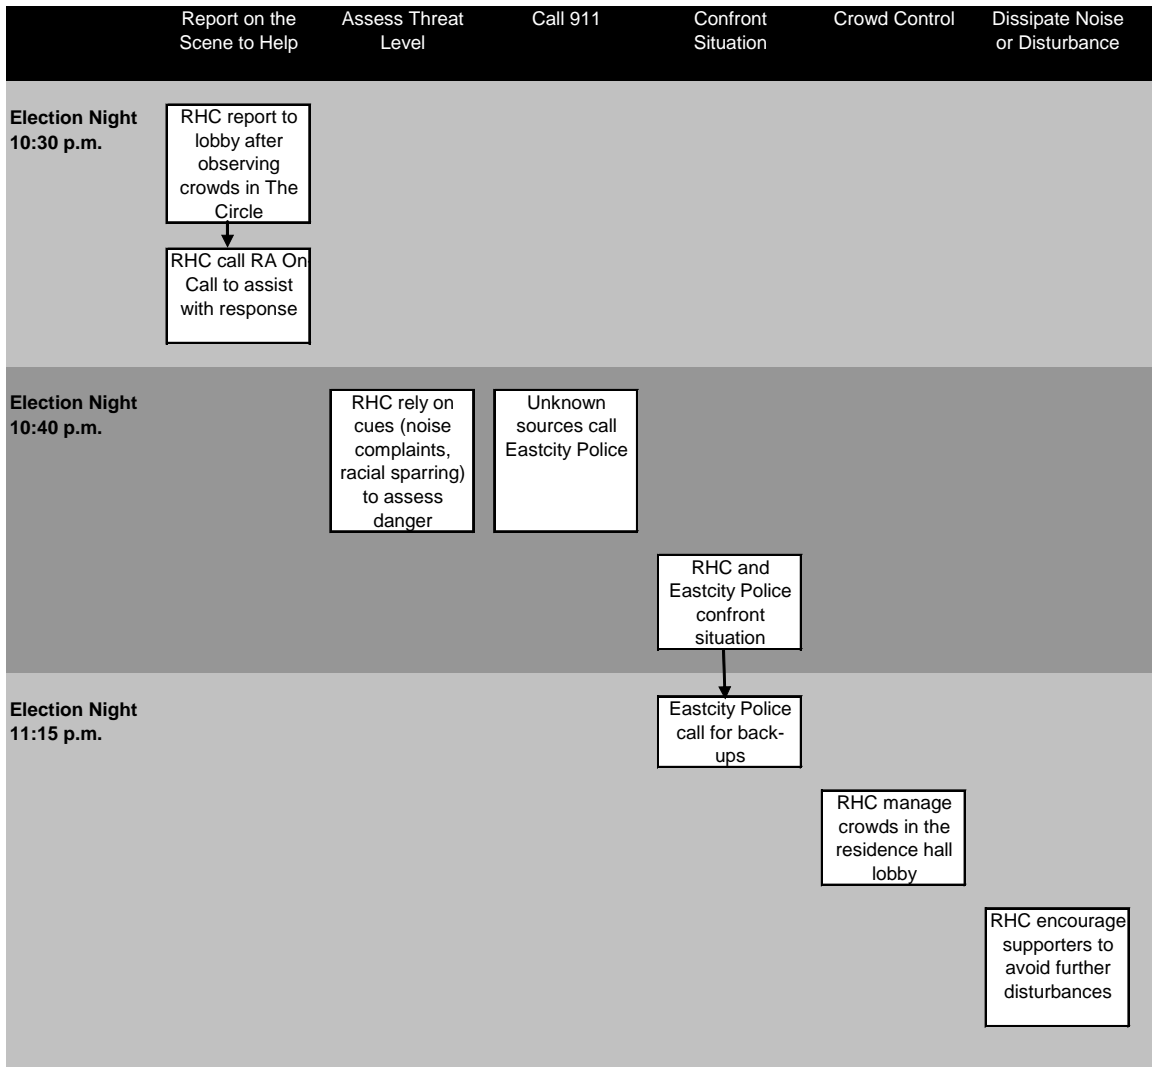 Report on the
Scene to Help
Assess Threat
Level
Call 911
Confront
Situation
Crowd Control
Dissipate Noise
or Disturbance
Election Night
10:30 p.m.
RHC report to
lobby after
observing
crowds in The
Circle
RHC call RA On
Call to assist
with response
Election Night
10:40 p.m.
RHC rely on
cues (noise
complaints,
racial sparring)
to assess
danger
Unknown
sources call
Eastcity Police
RHC and
Eastcity Police
confront
situation
Election Night
11:15 p.m.
Eastcity Police
call for back-
ups
RHC manage
crowds in the
residence hall
lobby
RHC encourage
supporters to
avoid further
disturbances